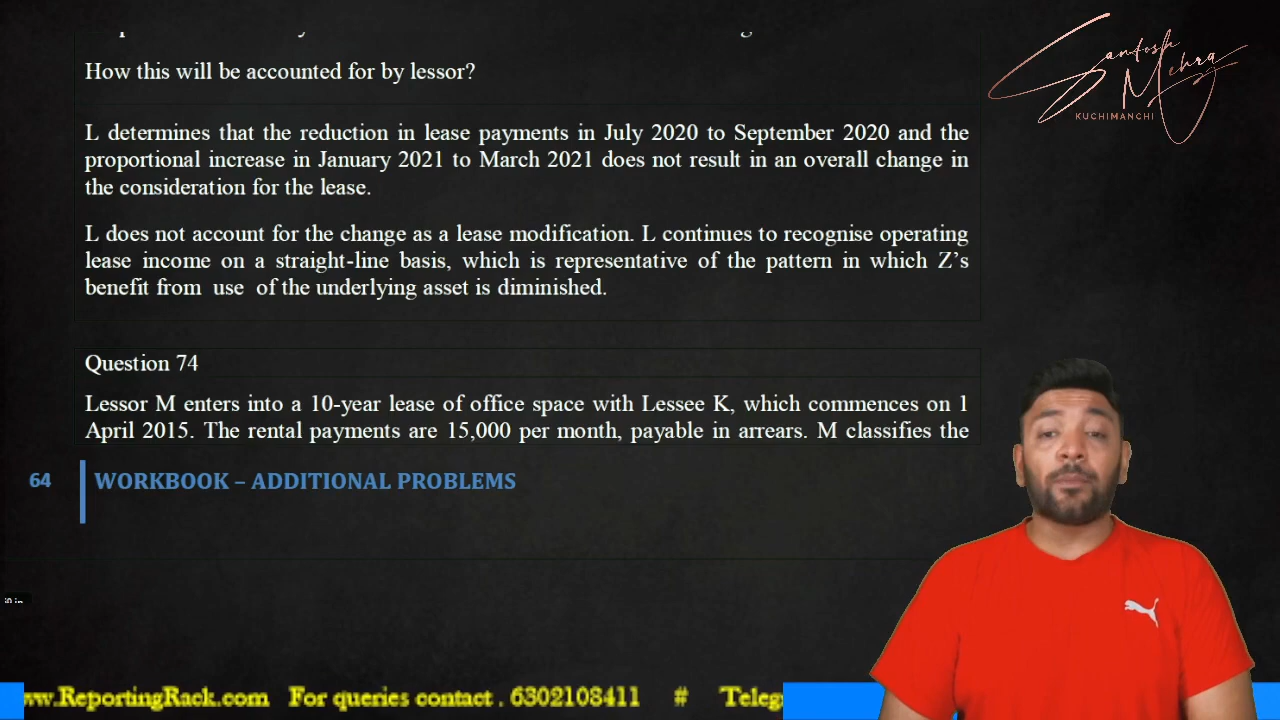 How this will be accounted for by lessor?
L determines that the reduction in lease payments in July 2020 to September 2020 and the
proportional increase in January 2021 to March 2021 does not result in an overall change in
the consideration for the lease.
L does not account for the change as a lease modification. L continues to recognise operating
lease income on a straight-line basis, which is representative of the pattern in which Z’s
benefit from use of the underlying asset is diminished.
Question 74
Lessor M enters into a 10-year lease of office space with Lessee K, which commences on 1
April 2015. The rental payments are 15,000 per month, payable in arrears. M classifies the
64 WORKBOOK – ADDITIONAL PROBLEMS
Santosh
Mehra
KUCHIMANCHI
ww.ReportingRack.com For queries contact . 6302108411 # Teleg